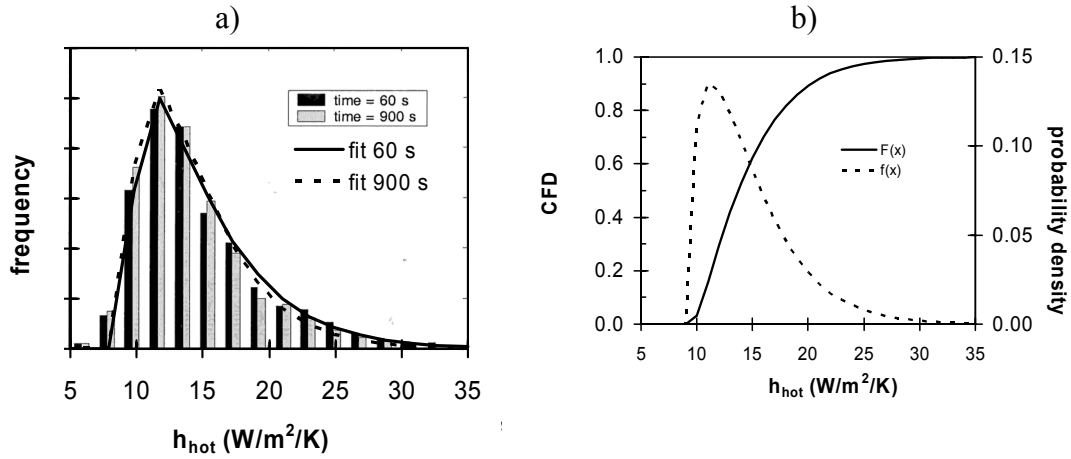 a)
frequency
time = 60 s
time = 900 s
fit 60 s
fit 900 s
5 10 15 20 25 30 35
h_hot (W/m²/K)
b)
CFD
1.0
0.8
0.6
0.4
0.2
0.0
F(x)
f(x)
0.15
0.10
0.05
0.00
probability density
5 10 15 20 25 30 35
h_hot (W/m²/K)